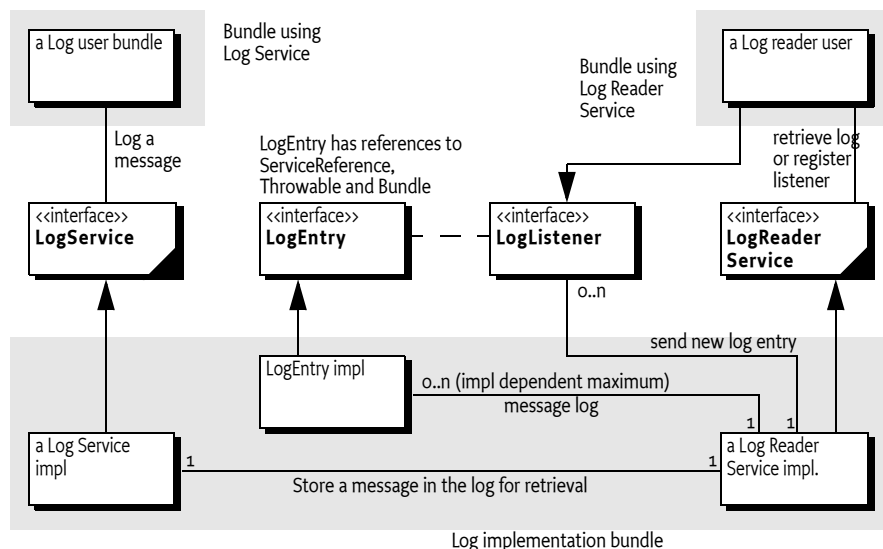 a Log user bundle
Bundle using
Log Service
a Log reader user
Bundle using
Log Reader
Service
Log a
message
LogEntry has references to
ServiceReference,
Throwable and Bundle
retrieve log
or register
listener
<<interface>>
LogService
<<interface>>
LogEntry
<<interface>>
LogListener
<<interface>>
LogReader
Service
0..n
send new log entry
LogEntry impl
0..n (impl dependent maximum)
message log
1
1
a Log Service
impl
1
1
a Log Reader
Service impl.
Store a message in the log for retrieval
Log implementation bundle